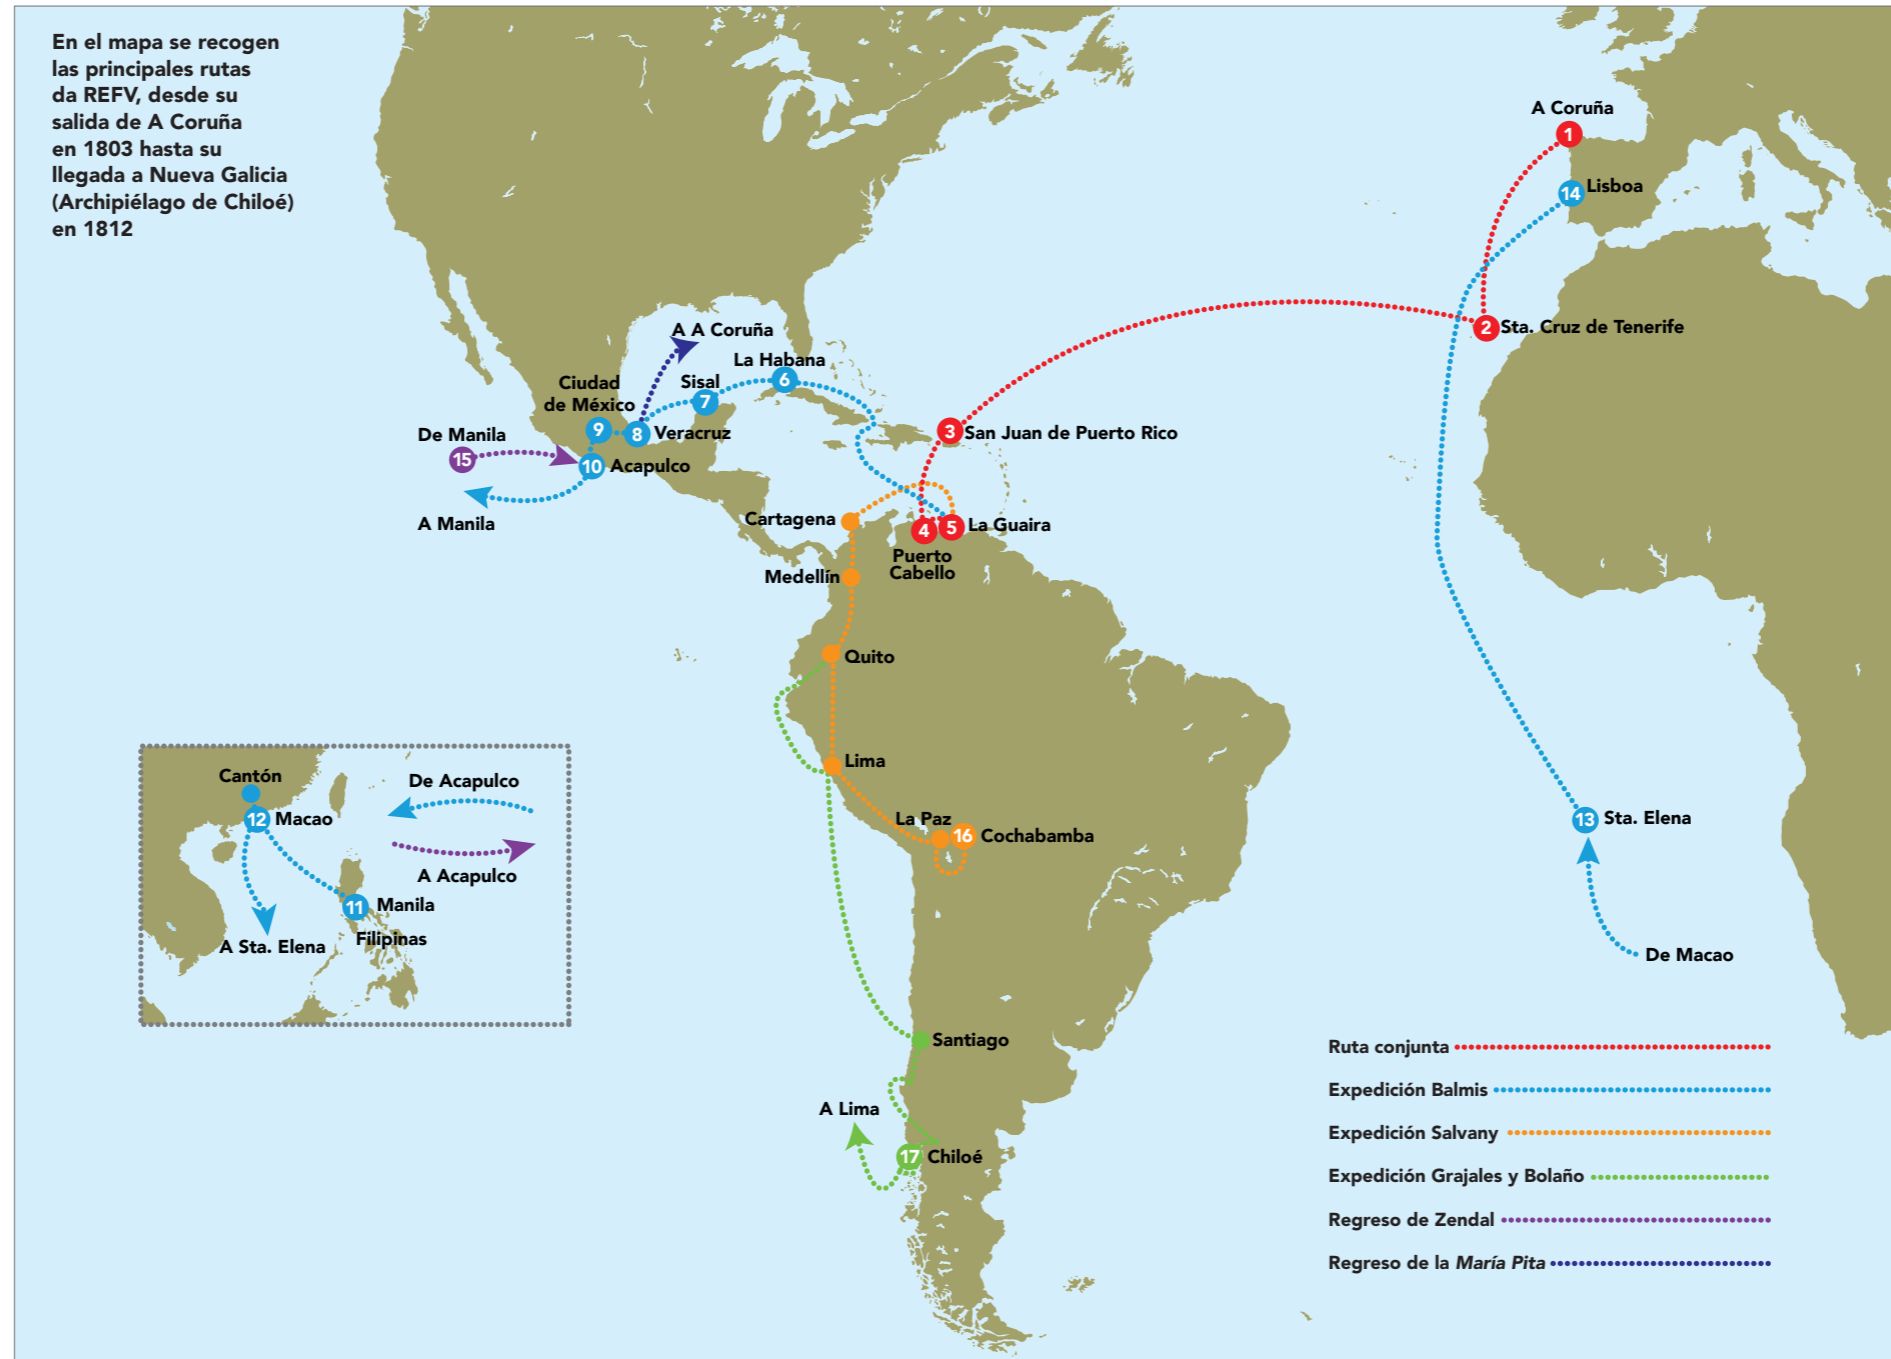 En el mapa se recogen
las principales rutas
da REFV, desde su
salida de A Coruña
en 1803 hasta su
llegada a Nueva Galicia
(Archipiélago de Chiloé)
en 1812
A Coruña
1
14
Lisboa
2
Sta. Cruz de Tenerife
A A Coruña
La Habana
6
Sisal
7
Ciudad
de México
9
8
Veracruz
3
San Juan de Puerto Rico
De Manila
15
10
Acapulco
A Manila
Cartagena
4
5
La Guaira
Puerto
Cabello
Medellín
Quito
Lima
La Paz
16
Cochabamba
13
Sta. Elena
De Macao
Cantón
12
Macao
De Acapulco
A Acapulco
11
Manila
Filipinas
A Sta. Elena
Santiago
A Lima
17
Chiloé
Ruta conjunta
Expedición Balmis
Expedición Salvany
Expedición Grajales y Bolaño
Regreso de Zendal
Regreso de la María Pita